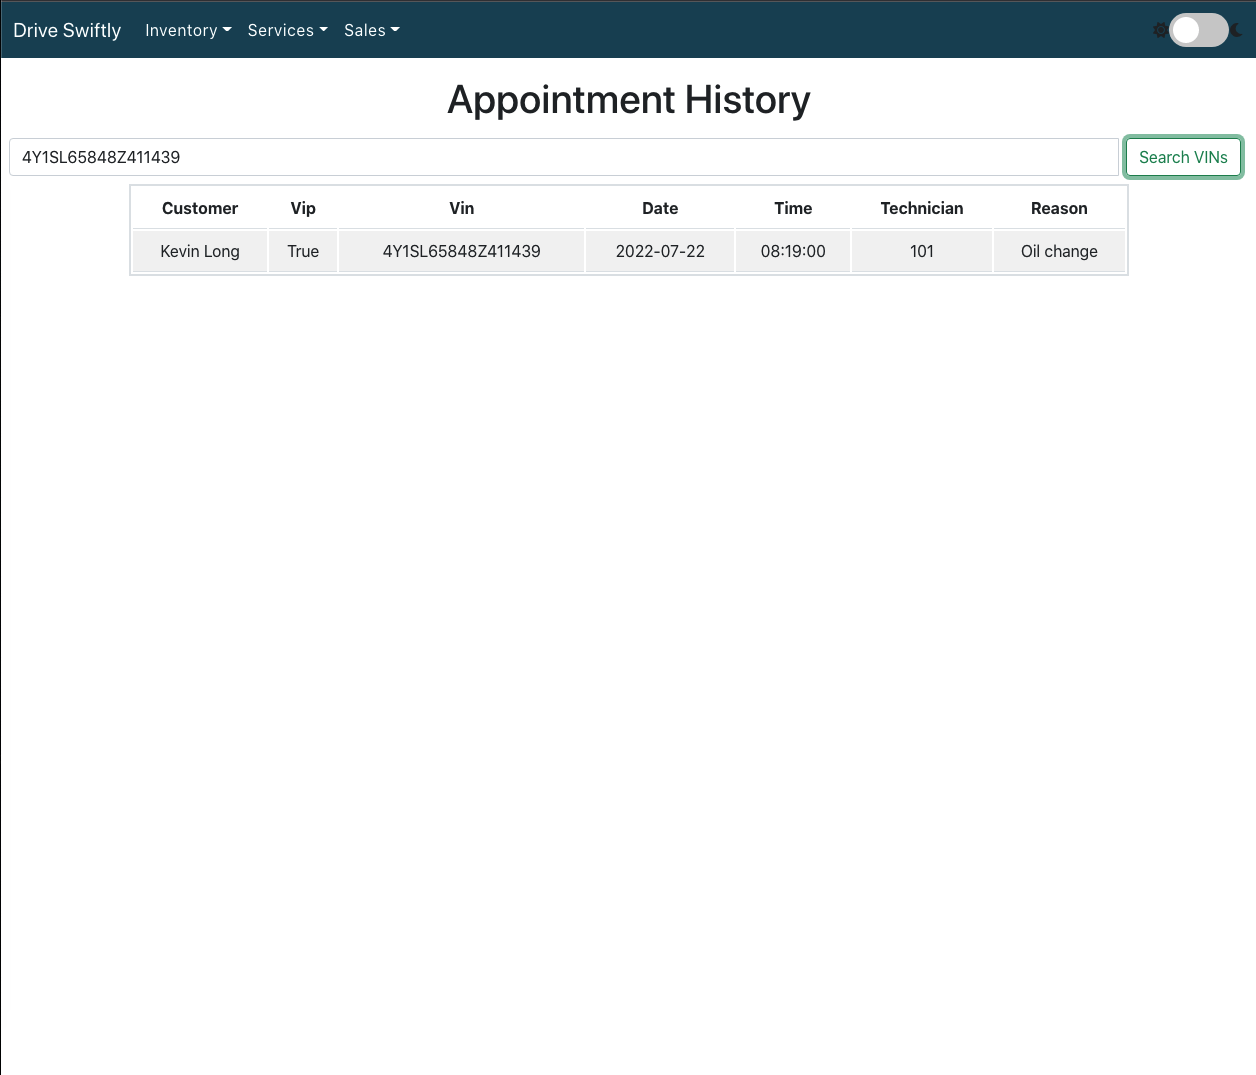 Drive Swiftly Inventory Services Sales
Appointment History
4Y1SL65848Z411439 Search VINs
Customer Vip Vin Date Time Technician Reason
Kevin Long True 4Y1SL65848Z411439 2022-07-22 08:19:00 101 Oil change